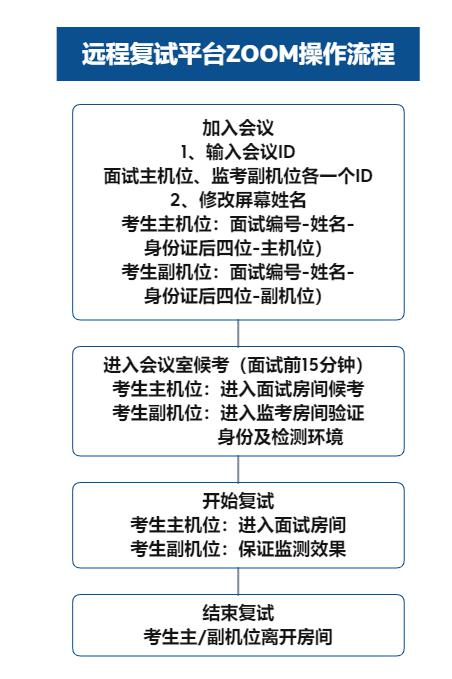 远程复试平台ZOOM操作流程
加入会议
1、输入会议ID
面试主机位、监考副机位各一个ID
2、修改屏幕姓名
考生主机位：面试编号-姓名-
身份证后四位-主机位）
考生副机位：面试编号-姓名-
身份证后四位-副机位）
进入会议室候考（面试前15分钟）
考生主机位：进入面试房间候考
考生副机位：进入监考房间验证
身份及检测环境
开始复试
考生主机位：进入面试房间
考生副机位：保证监测效果
结束复试
考生主/副机位离开房间